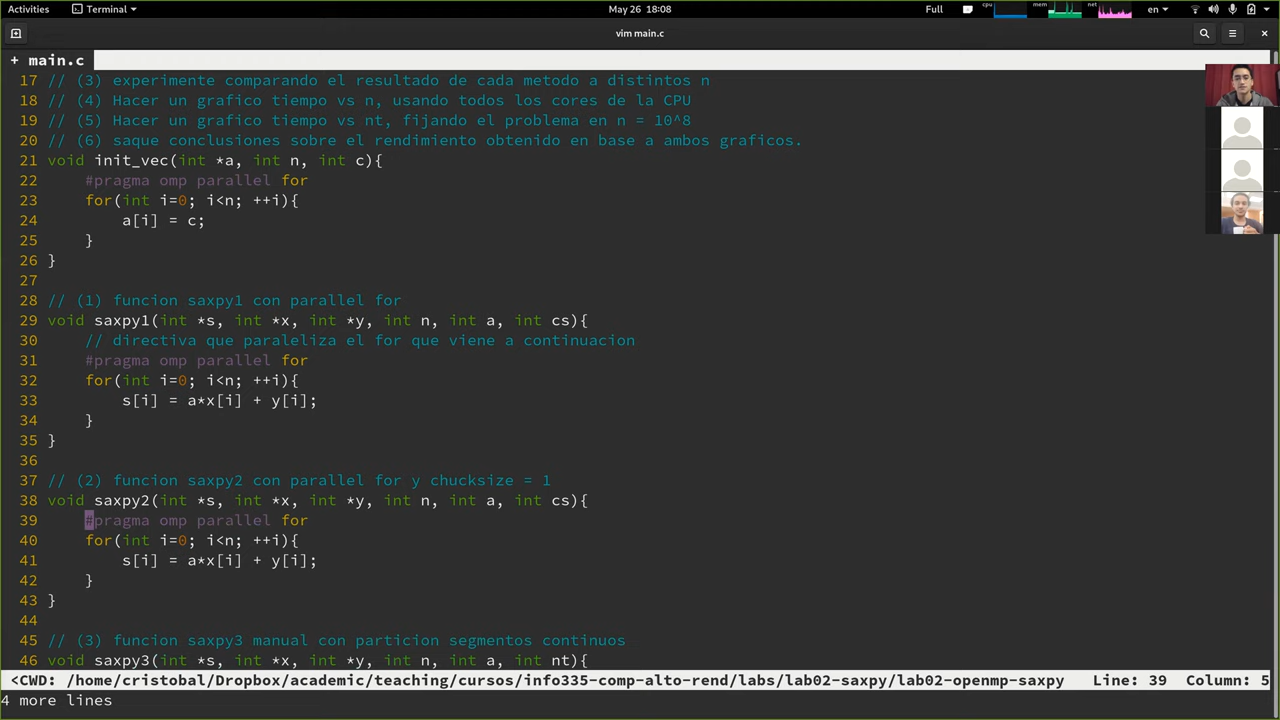 Activities Terminal May 26 18:08 Full cpu mem net en
vim main.c
+ main.c
17 // (3) experimente comparando el resultado de cada metodo a distintos n
18 // (4) Hacer un grafico tiempo vs n, usando todos los cores de la CPU
19 // (5) Hacer un grafico tiempo vs nt, fijando el problema en n = 10^8
20 // (6) saque conclusiones sobre el rendimiento obtenido en base a ambos graficos.
21 void init_vec(int *a, int n, int c){
22 #pragma omp parallel for
23 for(int i=0; i<n; ++i){
24 a[i] = c;
25 }
26 }
27
28 // (1) funcion saxpy1 con parallel for
29 void saxpy1(int *s, int *x, int *y, int n, int a, int cs){
30 // directiva que paraleliza el for que viene a continuacion
31 #pragma omp parallel for
32 for(int i=0; i<n; ++i){
33 s[i] = a*x[i] + y[i];
34 }
35 }
36
37 // (2) funcion saxpy2 con parallel for y chucksize = 1
38 void saxpy2(int *s, int *x, int *y, int n, int a, int cs){
39 #pragma omp parallel for
40 for(int i=0; i<n; ++i){
41 s[i] = a*x[i] + y[i];
42 }
43 }
44
45 // (3) funcion saxpy3 manual con particion segmentos continuos
46 void saxpy3(int *s, int *x, int *y, int n, int a, int nt){
<CWD: /home/cristobal/Dropbox/academic/teaching/cursos/info335-comp-alto-rend/labs/lab02-saxpy/lab02-openmp-saxpy Line: 39 Column: 5
4 more lines